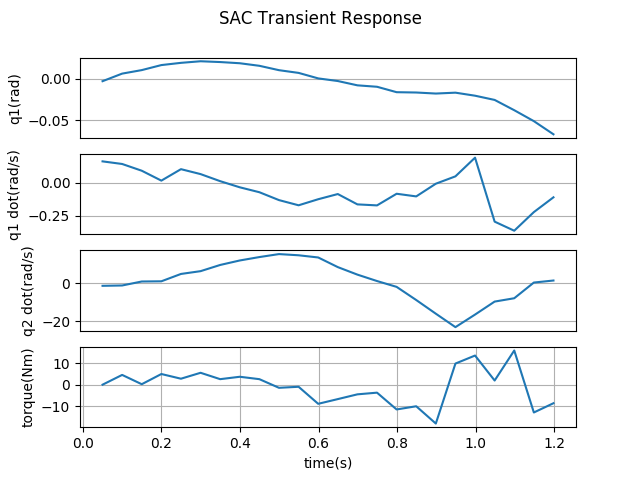 SAC Transient Response
q1(rad)
0.00
−0.05
q1 dot(rad/s)
0.00
−0.25
q2 dot(rad/s)
0
−20
torque(Nm)
10
0
−10
0.0 0.2 0.4 0.6 0.8 1.0 1.2
time(s)